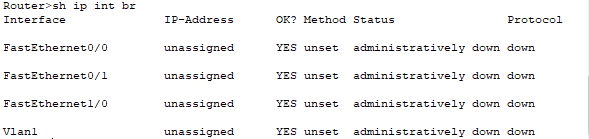 Router>sh ip int br
Interface IP-Address OK? Method Status Protocol
FastEthernet0/0 unassigned YES unset administratively down down
FastEthernet0/1 unassigned YES unset administratively down down
FastEthernet1/0 unassigned YES unset administratively down down
Vlan1 unassigned YES unset administratively down down